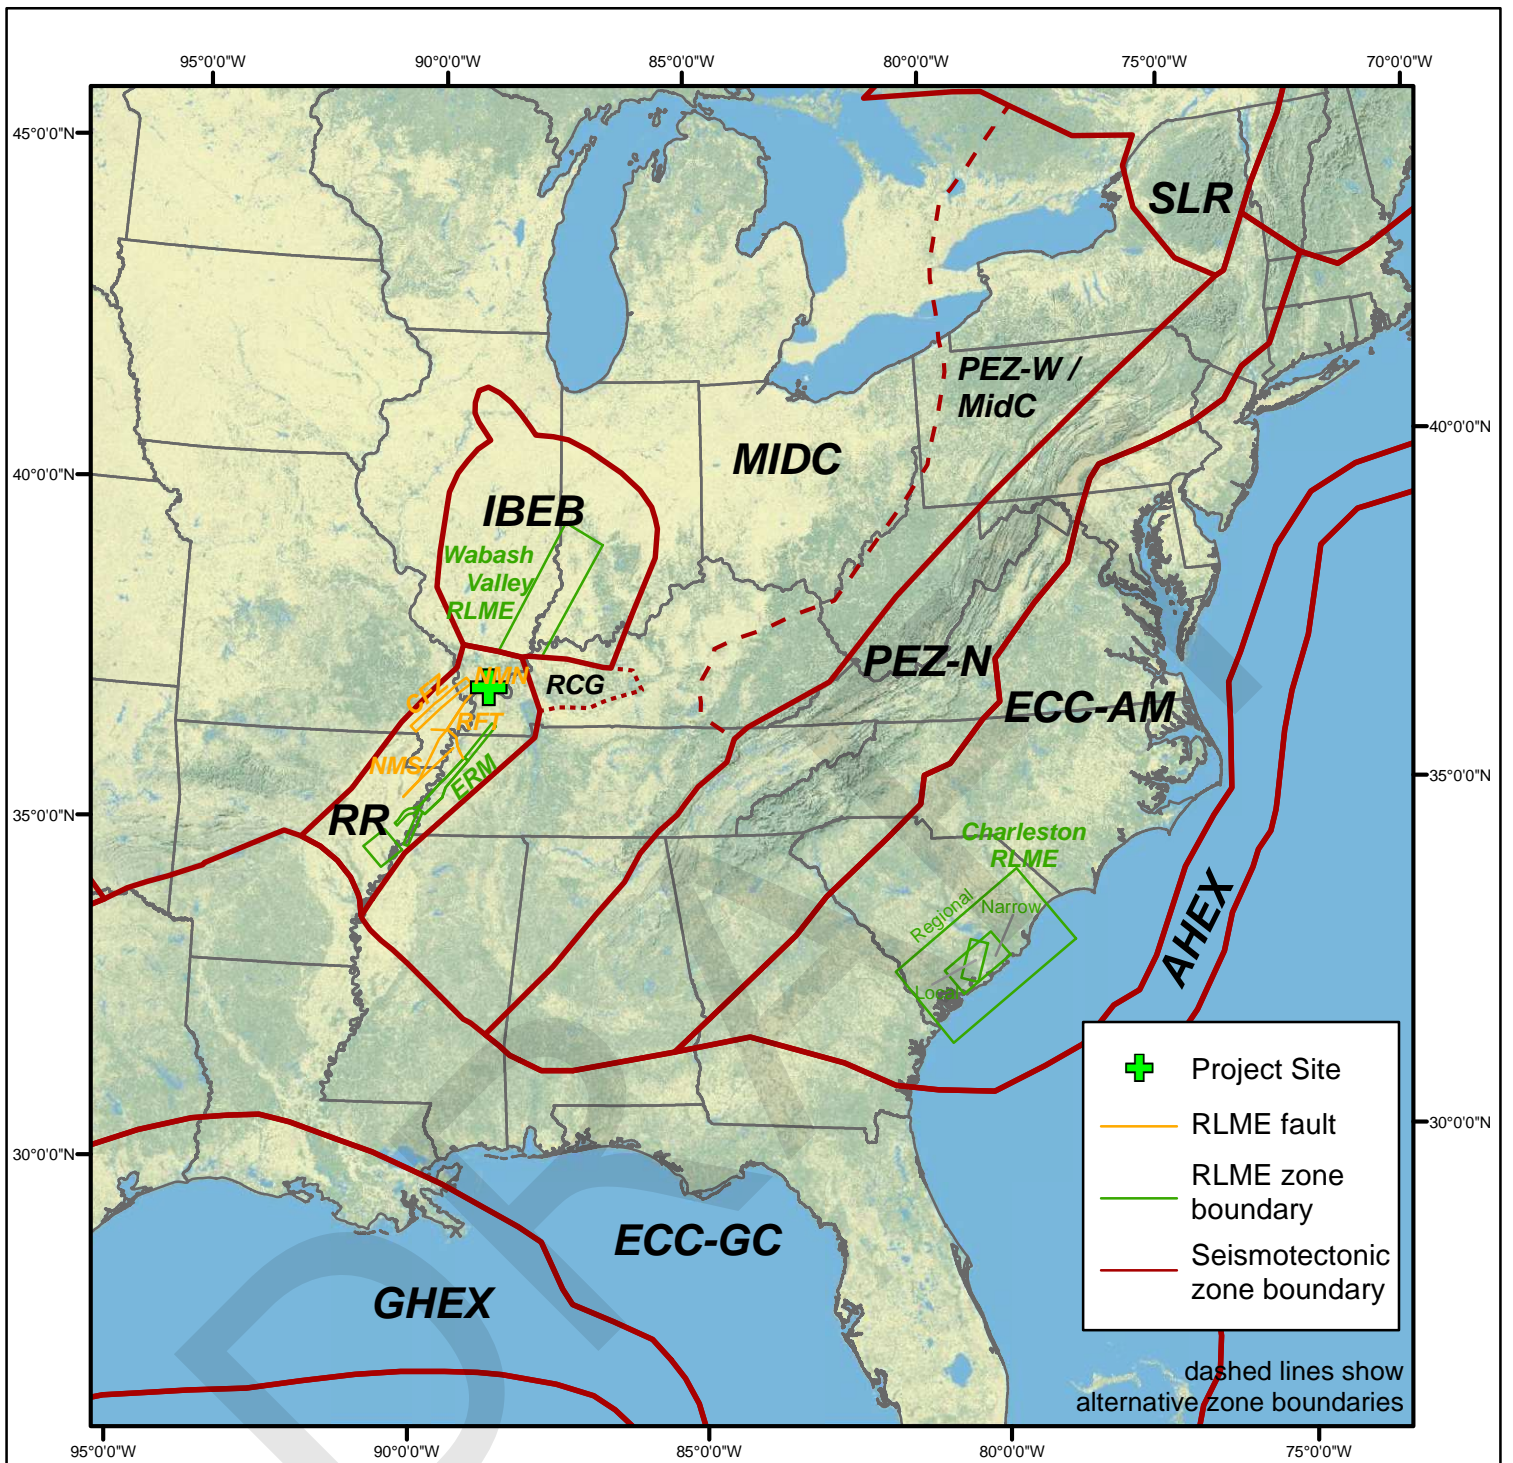 95°0'0"W
90°0'0"W
85°0'0"W
80°0'0"W
75°0'0"W
70°0'0"W
45°0'0"N
SLR
PEZ-W /
MidC
40°0'0"N
MIDC
40°0'0"N
IBEB
Wabash
Valley
RLME
PEZ-N
NMN
RCG
CFZ
ECC-AM
RFT
NMS
ERM
35°0'0"N
35°0'0"N
RR
Charleston
RLME
Regional
Narrow
Local
AHEX
Project Site
RLME fault
30°0'0"N
30°0'0"N
RLME zone
boundary
ECC-GC
Seismotectonic
zone boundary
GHEX
dashed lines show
alternative zone boundaries
95°0'0"W
90°0'0"W
85°0'0"W
80°0'0"W
75°0'0"W
DRAFT